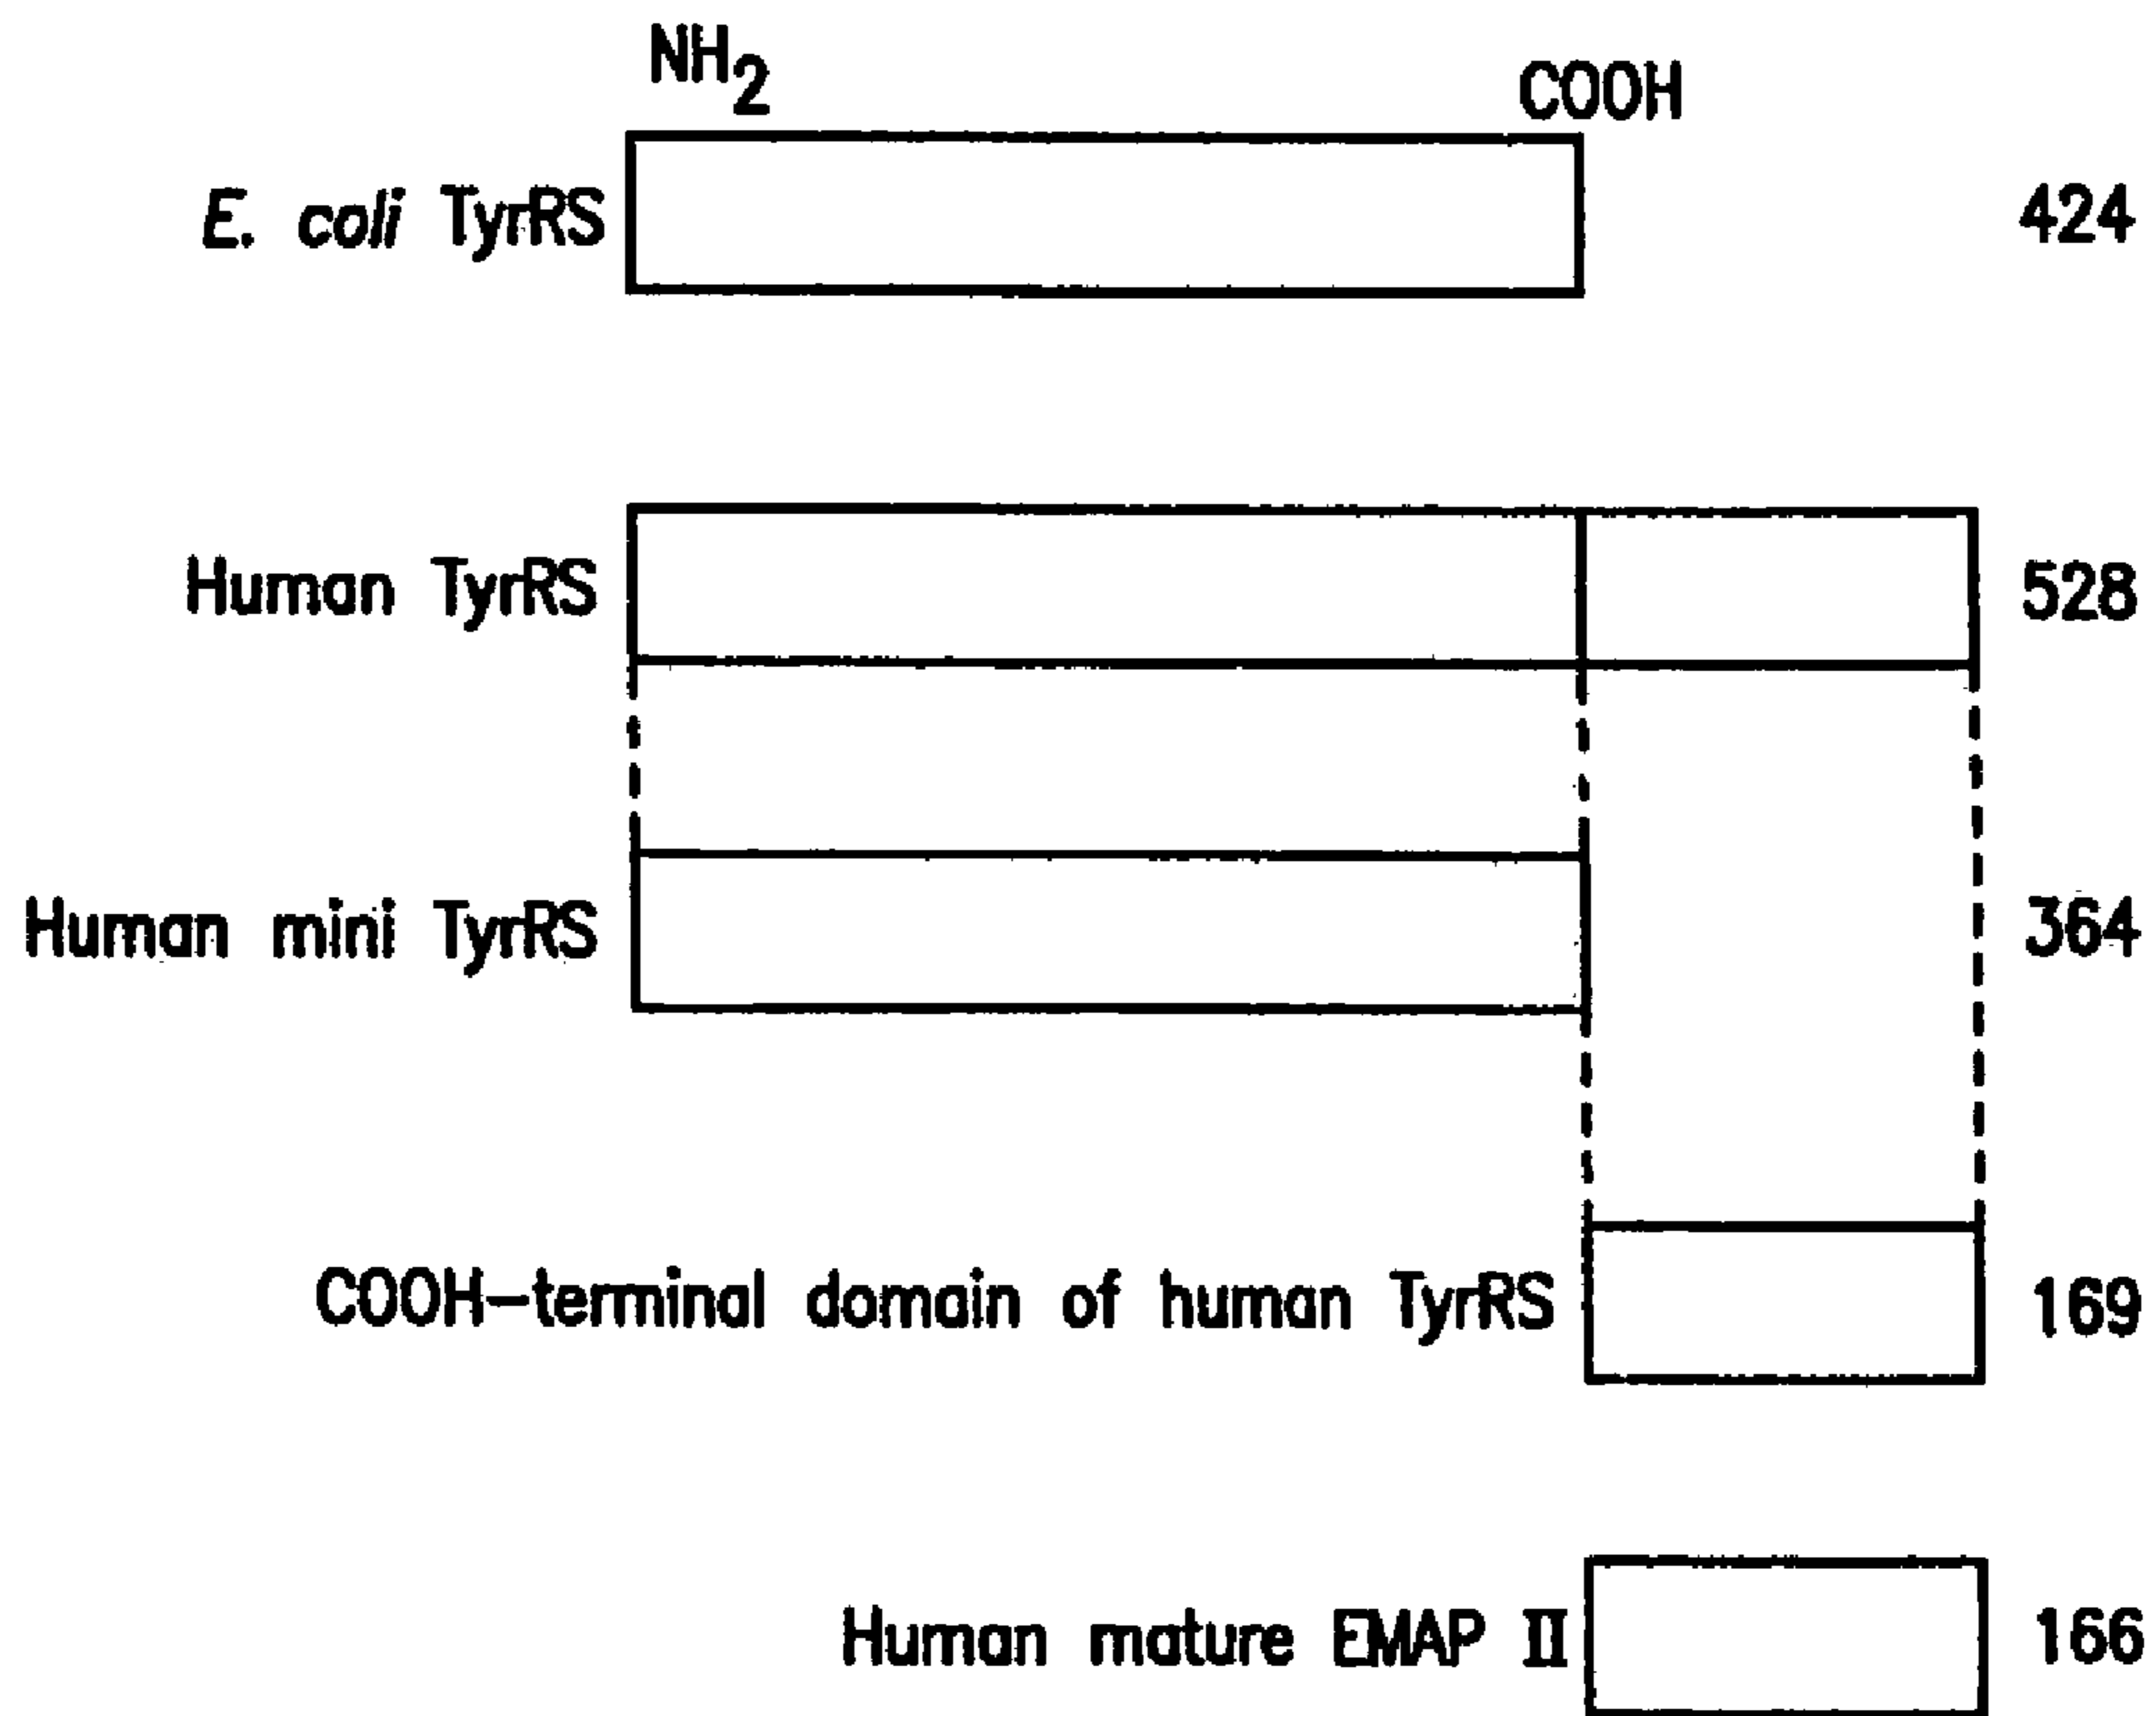 NH2 COOH
E. coli TyrRS 424
Human TyrRS 528
Human mini TyrRS 364
COOH-terminal domain of human TyrRS 169
Human mature EMAP II 166